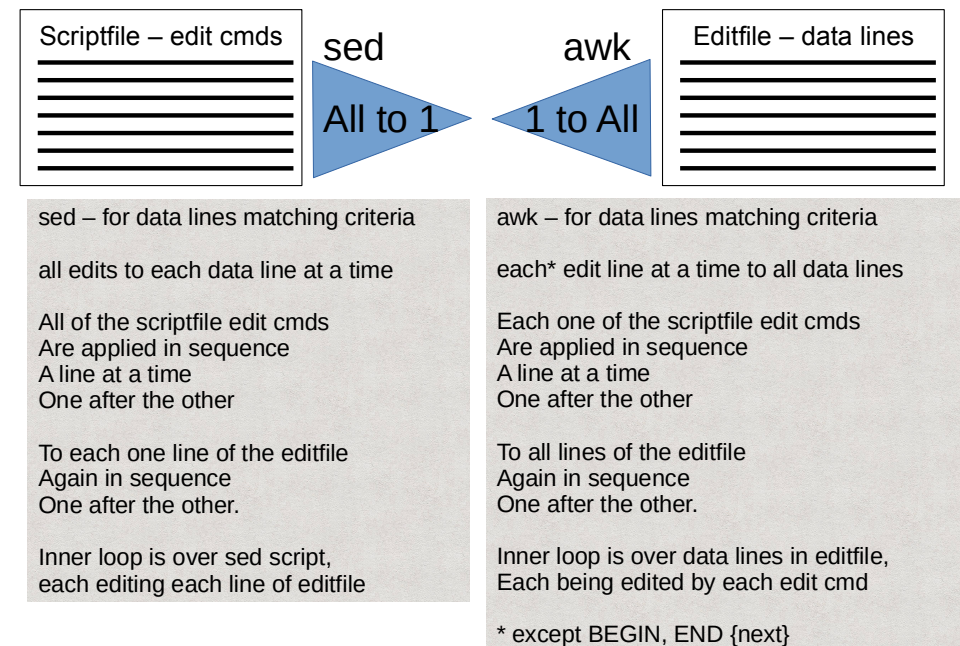 Scriptfile – edit cmds
sed
All to 1
awk
1 to All
Editfile – data lines
sed – for data lines matching criteria
all edits to each data line at a time
All of the scriptfile edit cmds
Are applied in sequence
A line at a time
One after the other
To each one line of the editfile
Again in sequence
One after the other.
Inner loop is over sed script,
each editing each line of editfile
awk – for data lines matching criteria
each* edit line at a time to all data lines
Each one of the scriptfile edit cmds
Are applied in sequence
A line at a time
One after the other
To all lines of the editfile
Again in sequence
One after the other.
Inner loop is over data lines in editfile,
Each being edited by each edit cmd
* except BEGIN, END {next}